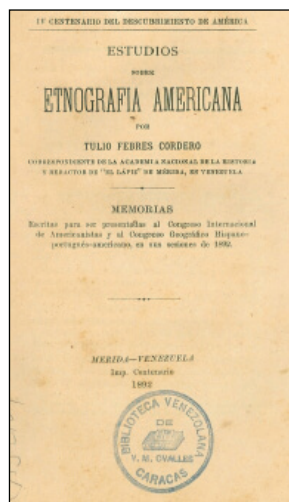 IV CENTENARIO DEL DESCUBRIMIENTO DE AMÉRICA
ESTUDIOS
SOBRE
ETNOGRAFIA AMERICANA
POR
TULIO FEBRES CORDERO
CORRESPONDIENTE DE LA ACADEMIA NACIONAL DE LA HISTORIA
Y REDACTOR DE "EL LÁPIZ" DE MÉRIDA, EN VENEZUELA
MEMORIAS
Escritas para ser presentadas al Congreso Internacional
de Americanistas y al Congreso Geográfico Hispano-
portugués-americano, en sus sesiones de 1892.
MERIDA—VENEZUELA
Imp. Centenario
1892
BIBLIOTECA VENEZOLANA
DE
V. M. OVALLES
CARACAS